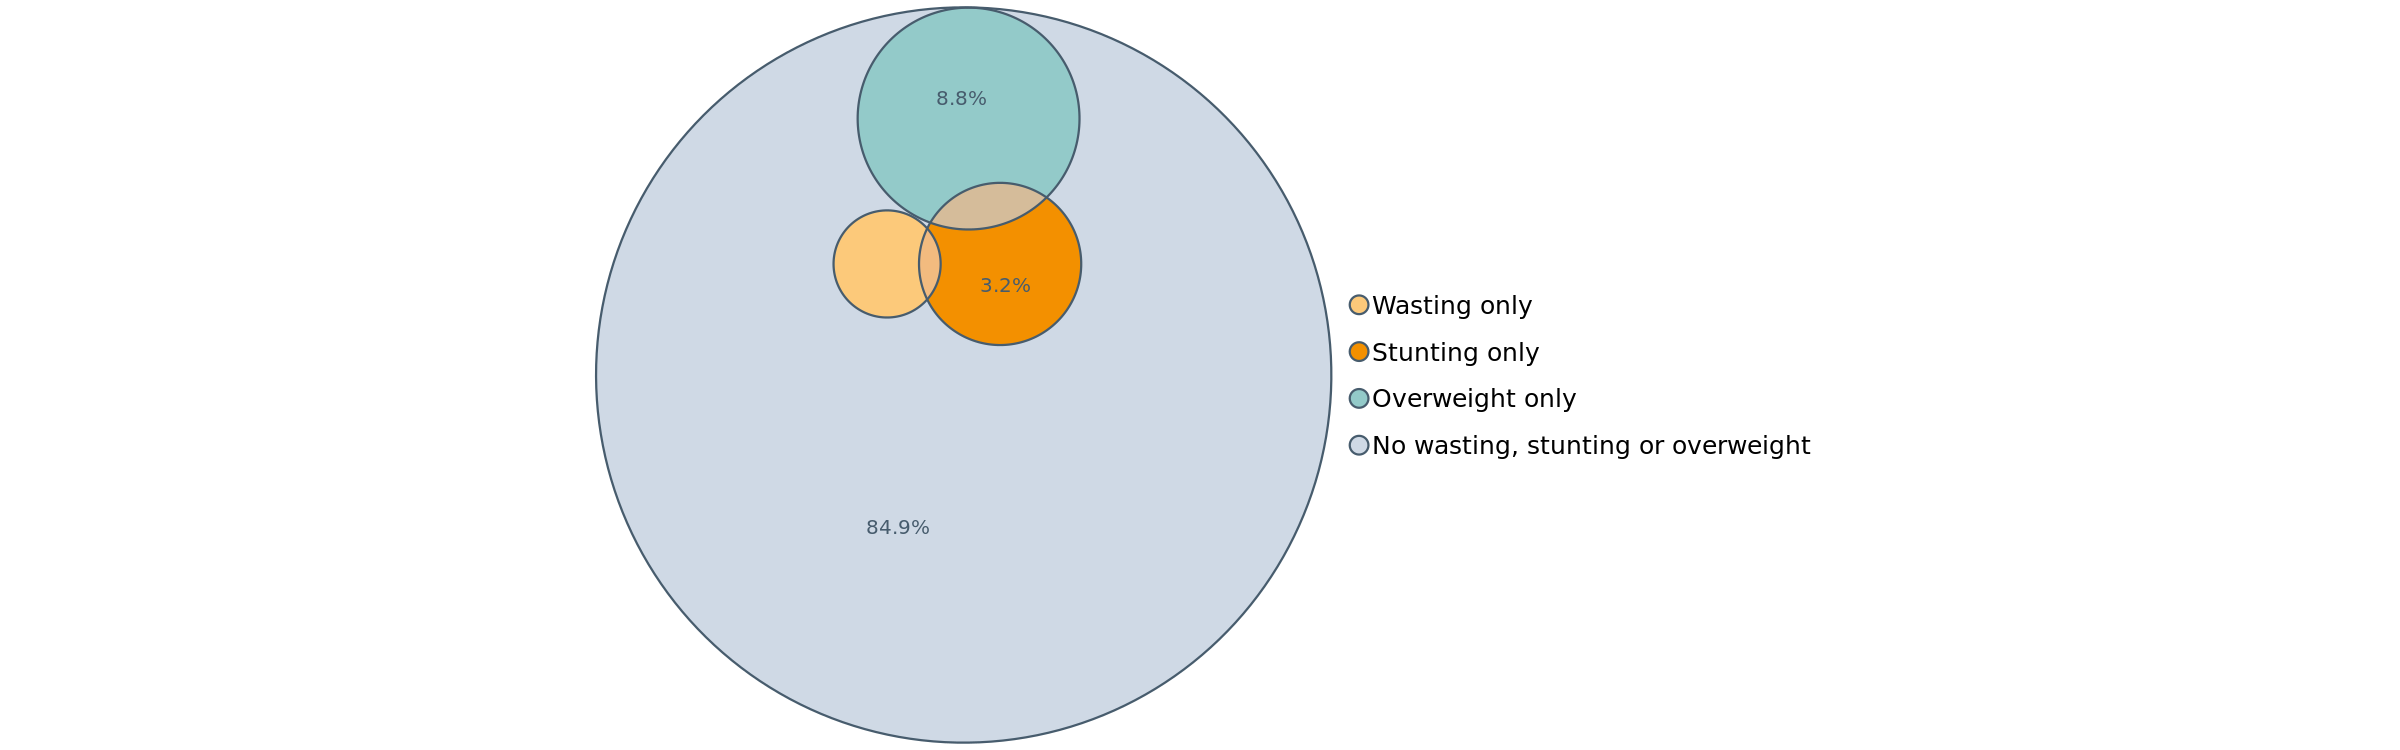 8.8%
3.2%
84.9%
Wasting only
Stunting only
Overweight only
No wasting, stunting or overweight